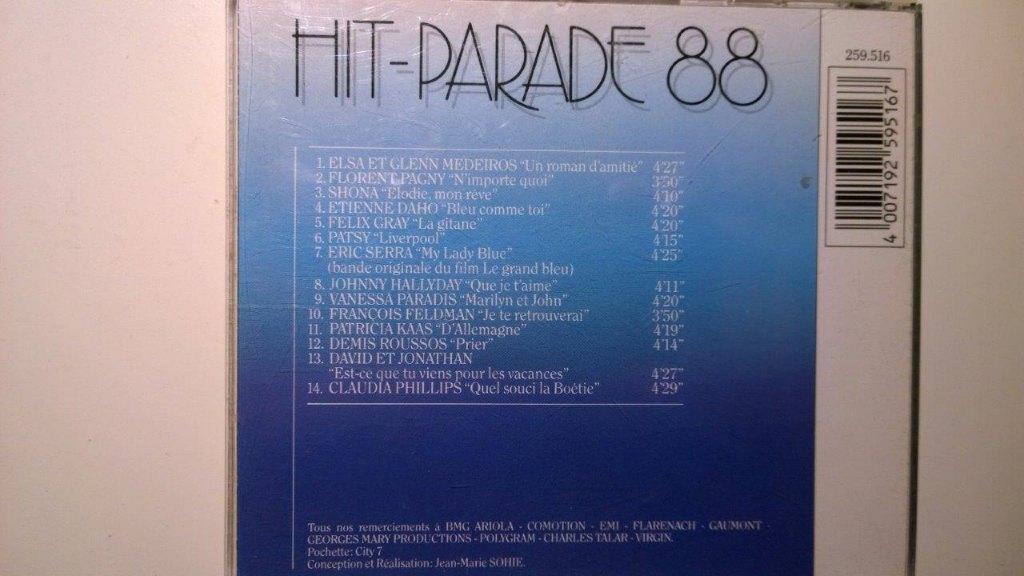 HIT-PARADE 88
259.516
4 007192 595167
1. ELSA ET GLENN MEDEIROS "Un roman d'amitié" 4'27"
2. FLORENT PAGNY "N'importe quoi" 3'50"
3. SHONA "Elodie, mon rêve" 4'10"
4. ETIENNE DAHO "Bleu comme toi" 4'20"
5. FELIX GRAY "La gitane" 4'20"
6. PATSY "Liverpool" 4'15"
7. ERIC SERRA "My Lady Blue" 4'25"
(bande originale du film Le grand bleu)
8. JOHNNY HALLYDAY "Que je t'aime" 4'11"
9. VANESSA PARADIS "Marilyn et John" 4'20"
10. FRANÇOIS FELDMAN "Je te retrouverai" 3'50"
11. PATRICIA KAAS "D'Allemagne" 4'19"
12. DEMIS ROUSSOS "Prier" 4'14"
13. DAVID ET JONATHAN
"Est-ce que tu viens pour les vacances" 4'27"
14. CLAUDIA PHILLIPS "Quel souci la Boétie" 4'29"
Tous nos remerciements à BMG ARIOLA - COMOTION - EMI - FLARENACH - GAUMONT -
GEORGES MARY PRODUCTIONS - POLYGRAM - CHARLES TALAR - VIRGIN.
Pochette: City 7
Conception et Réalisation: Jean-Marie SOHIE.